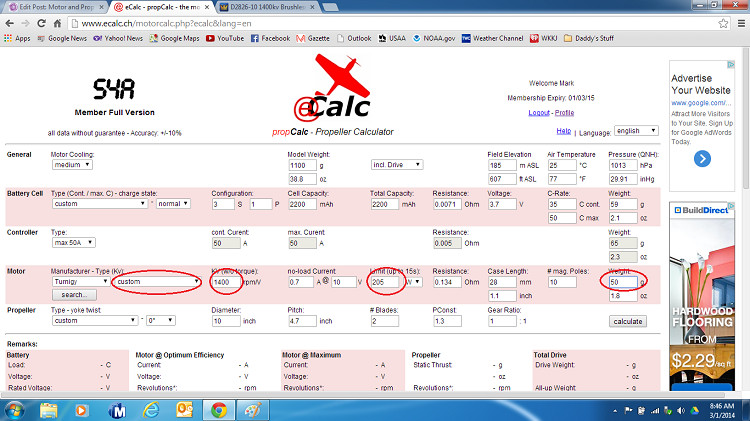 Edit Post: Motor and Prop
eCalc - propCalc - the mo
D2826-10 1400kv Brushles
www.ecalc.ch/motorcalc.php?ecalc&lang=en
Apps Google News Yahoo! News Google Maps YouTube Facebook Gazette Outlook USAA NOAA.gov Weather Channel WKKJ Daddy's Stuff
S4A
Member Full Version
all data without guarantee - Accuracy: +/-10%
eCalc
propCalc - Propeller Calculator
Welcome Mark
Membership Expiry: 01/03/15
Logout - Profile
Help | Language: english
General Motor Cooling: Model Weight: Field Elevation Air Temperature Pressure (QNH):
medium 1100 g incl. Drive 185 m ASL 25 °C 1013 hPa
38.8 oz 607 ft ASL 77 °F 29.91 inHg
Battery Cell Type (Cont. / max. C) - charge state: Configuration: Cell Capacity: Total Capacity: Resistance: Voltage: C-Rate: Weight:
custom - normal 3 S 1 P 2200 mAh 2200 mAh 0.0071 Ohm 3.7 V 35 C cont. 59 g
50 C max 2.1 oz
Controller Type: cont. Current: max. Curent: Resistance: Weight:
max 50A 50 A 50 A 0.005 Ohm 65 g
2.3 oz
Motor Manufacturer - Type (Kv): KV (w/o torque): no-load Current: Limit (up to 15s): Resistance: Case Length: # mag. Poles: Weight:
Turnigy - custom 1400 rpm/V 0.7 A @ 10 V 205 W 0.134 Ohm 28 mm 10 50 g
search... 1.1 inch 1.8 oz
Propeller Type - yoke twist: Diameter: Pitch: # Blades: PConst: Gear Ratio:
custom - 0° 10 inch 4.7 inch 2 1.3 1 : 1 calculate
Remarks:
Battery Motor @ Optimum Efficiency Motor @ Maximum Propeller Total Drive
Load: - C Current: - A Current: - A Static Thrust: - g Drive Weight: - g
Voltage: - V Voltage: - V Voltage: - V - oz - oz
Rated Voltage: - V Revolutions*: - rpm Revolutions*: - rpm Revolutions*: - rpm All-up Weight: - g
Advertise
Your Website
www.google.com/...
Attract More Visitors
to Your Site, Sign Up
for Google AdWords
Today.
BuildDirect
HARDWOOD
FLOORING
FROM
$2.29/sq ft
8:46 AM
3/1/2014